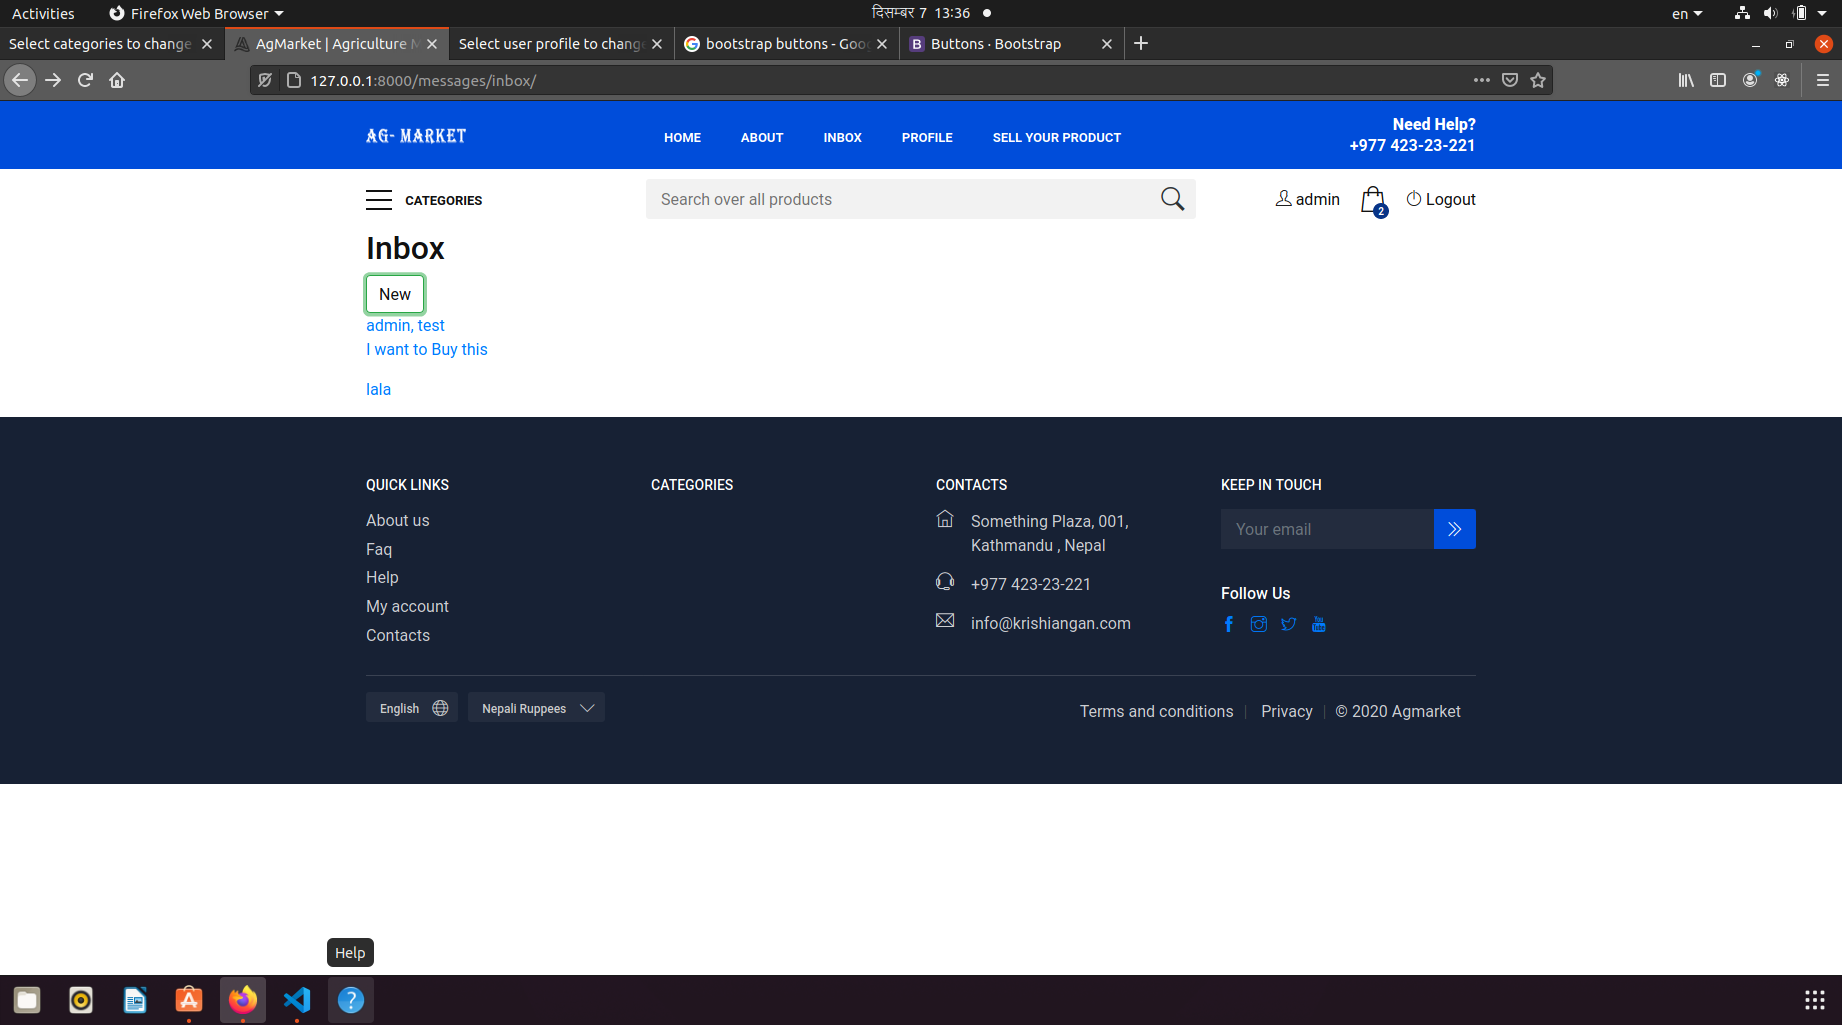 Activities Firefox Web Browser दिसम्बर 7 13:36 en
Select categories to change AgMarket | Agriculture M Select user profile to chang bootstrap buttons - Goo Buttons · Bootstrap
127.0.0.1:8000/messages/inbox/
AG- MARKET HOME ABOUT INBOX PROFILE SELL YOUR PRODUCT
Need Help?
+977 423-23-221
CATEGORIES Search over all products admin 2 Logout
Inbox
New
admin, test
I want to Buy this
lala
QUICK LINKS
About us
Faq
Help
My account
Contacts
CATEGORIES
CONTACTS
Something Plaza, 001,
Kathmandu , Nepal
+977 423-23-221
info@krishiangan.com
KEEP IN TOUCH
Your email
Follow Us
You
Tube
English Nepali Ruppees Terms and conditions Privacy © 2020 Agmarket
Help